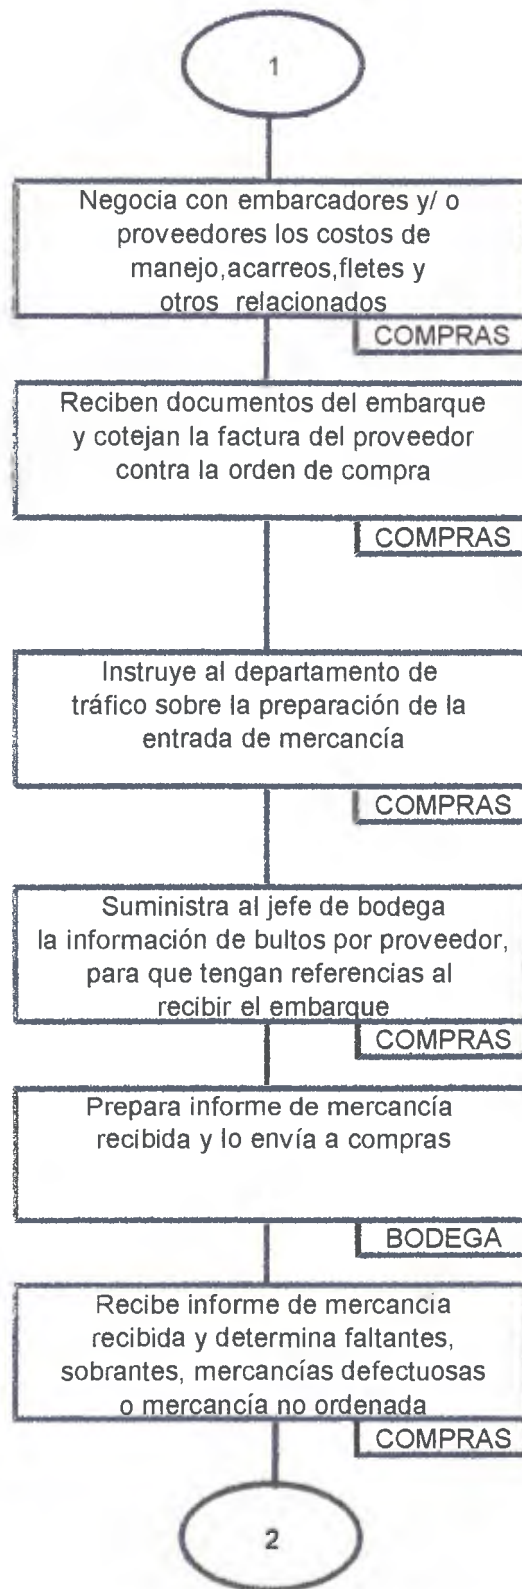 1
Negocia con embarcadores y/ o
proveedores los costos de
manejo,acarreos,fletes y
otros relacionados
COMPRAS
Reciben documentos del embarque
y cotejan la factura del proveedor
contra la orden de compra
COMPRAS
Instruye al departamento de
tráfico sobre la preparación de la
entrada de mercancía
COMPRAS
Suministra al jefe de bodega
la información de bultos por proveedor,
para que tengan referencias al
recibir el embarque
COMPRAS
Prepara informe de mercancía
recibida y lo envía a compras
BODEGA
Recibe informe de mercancia
recibida y determina faltantes,
sobrantes, mercancías defectuosas
o mercancía no ordenada
COMPRAS
2